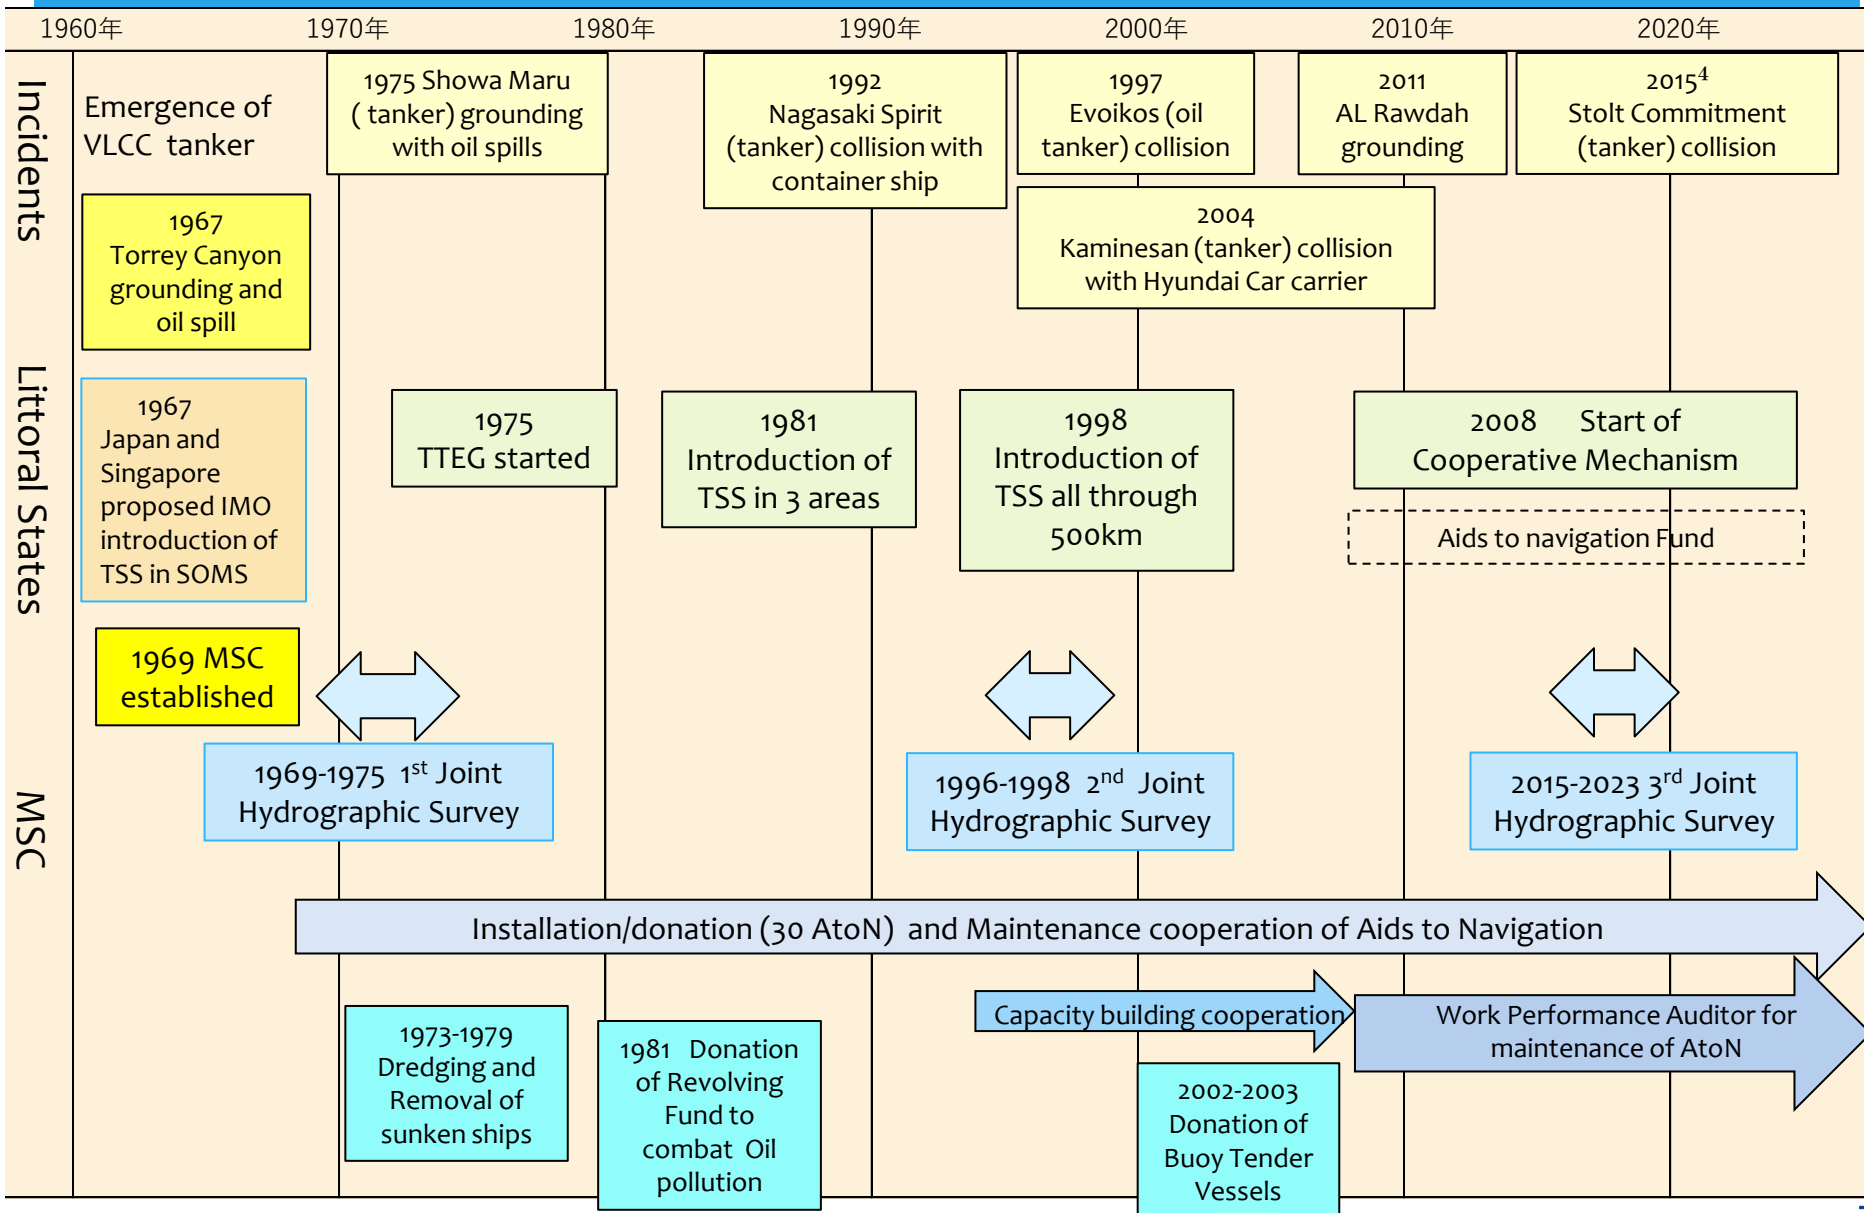 1960年 1970年 1980年 1990年 2000年 2010年 2020年
Incidents
Emergence of
VLCC tanker
1975 Showa Maru
( tanker) grounding
with oil spills
1992
Nagasaki Spirit
(tanker) collision with
container ship
1997
Evoikos (oil
tanker) collision
2011
AL Rawdah
grounding
2015⁴
Stolt Commitment
(tanker) collision
1967
Torrey Canyon
grounding and
oil spill
2004
Kaminesan (tanker) collision
with Hyundai Car carrier
Littoral States
1967
Japan and
Singapore
proposed IMO
introduction of
TSS in SOMS
1975
TTEG started
1981
Introduction of
TSS in 3 areas
1998
Introduction of
TSS all through
500km
2008 Start of
Cooperative Mechanism
Aids to navigation Fund
MSC
1969 MSC
established
1969-1975 1st Joint
Hydrographic Survey
1996-1998 2nd Joint
Hydrographic Survey
2015-2023 3rd Joint
Hydrographic Survey
Installation/donation (30 AtoN) and Maintenance cooperation of Aids to Navigation
Capacity building cooperation
Work Performance Auditor for
maintenance of AtoN
1973-1979
Dredging and
Removal of
sunken ships
1981 Donation
of Revolving
Fund to
combat Oil
pollution
2002-2003
Donation of
Buoy Tender
Vessels